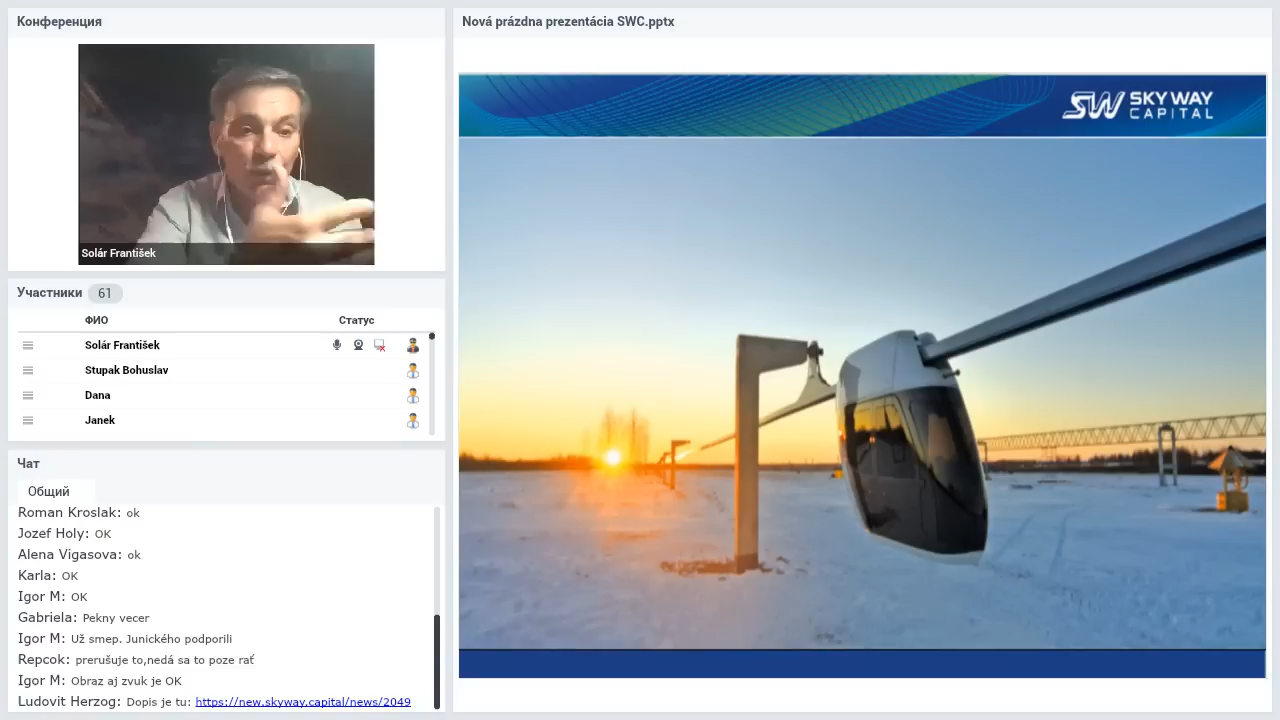 Конференция
Solár František
Участники 61
ФИО Статус
Solár František
Stupak Bohuslav
Dana
Janek
Чат
Общий
Roman Kroslak: ok
Jozef Holy: OK
Alena Vigasova: ok
Karla: OK
Igor M: OK
Gabriela: Pekny vecer
Igor M: Už smep. Junického podporili
Repcok: prerušuje to,nedá sa to poze rať
Igor M: Obraz aj zvuk je OK
Ludovit Herzog: Dopis je tu: https://new.skyway.capital/news/2049
Nová prázdna prezentácia SWC.pptx
SW SKY WAY
CAPITAL